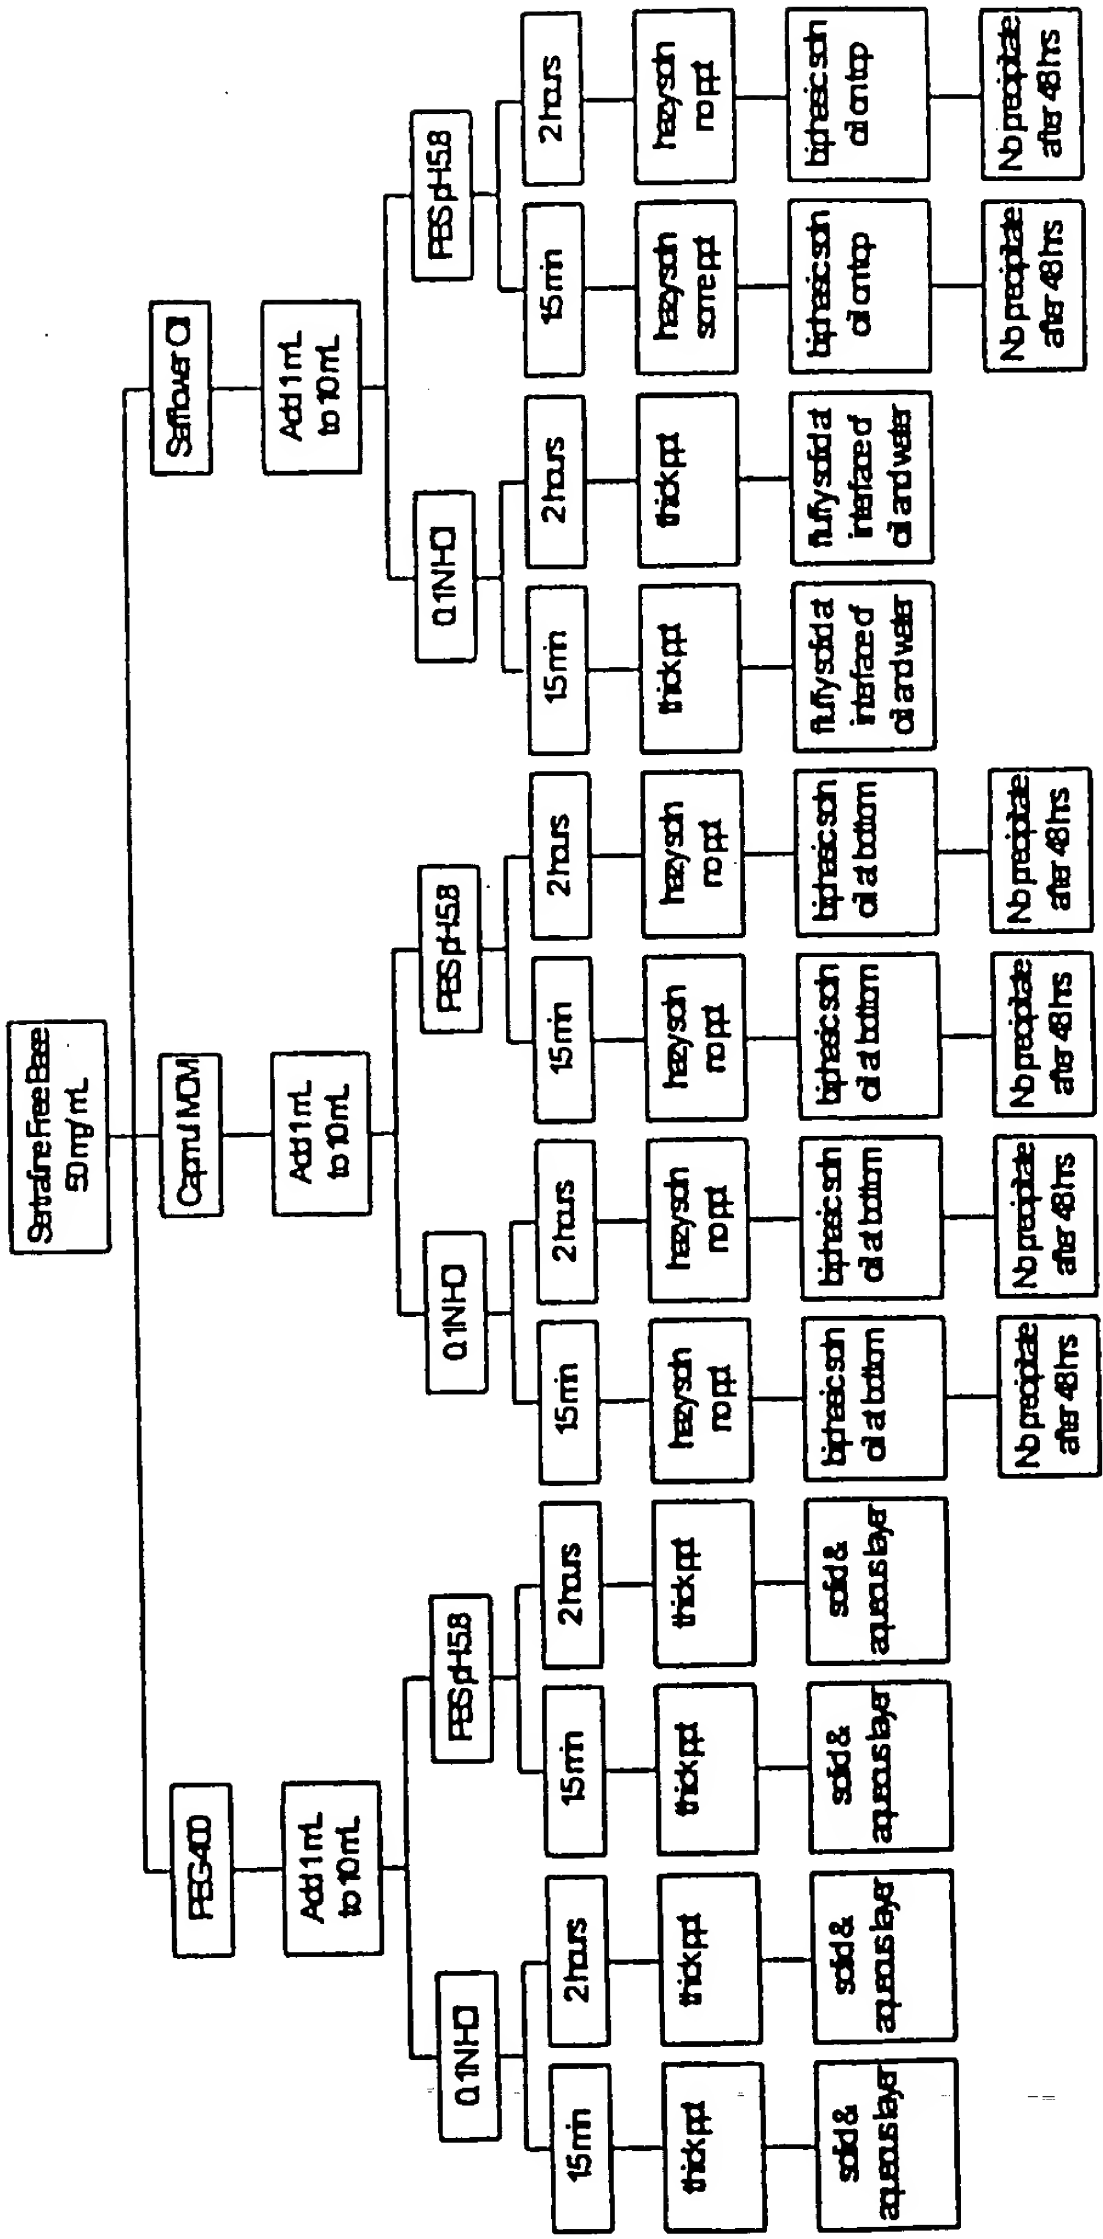 Sertraline Free Base
50 mg/mL
PEG 400
Capmul MCM
Safflower Oil
Add 1 mL
to 10 mL
Add 1 mL
to 10 mL
Add 1 mL
to 10 mL
0.1N HCl
PBS pH 5.8
0.1N HCl
PBS pH 5.8
0.1N HCl
PBS pH 5.8
15 min
2 hours
15 min
2 hours
15 min
2 hours
15 min
2 hours
15 min
2 hours
15 min
2 hours
thick ppt
thick ppt
thick ppt
thick ppt
hazy soln
no ppt
hazy soln
no ppt
hazy soln
no ppt
hazy soln
no ppt
thick ppt
thick ppt
hazy soln
some ppt
hazy soln
no ppt
solid &
aqueous layer
solid &
aqueous layer
solid &
aqueous layer
solid &
aqueous layer
biphasic soln
oil at bottom
biphasic soln
oil at bottom
biphasic soln
oil at bottom
biphasic soln
oil at bottom
fluffy solid at
interface of
oil and water
fluffy solid at
interface of
oil and water
biphasic soln
oil on top
biphasic soln
oil on top
No precipitate
after 48 hrs
No precipitate
after 48 hrs
No precipitate
after 48 hrs
No precipitate
after 48 hrs
No precipitate
after 48 hrs
No precipitate
after 48 hrs